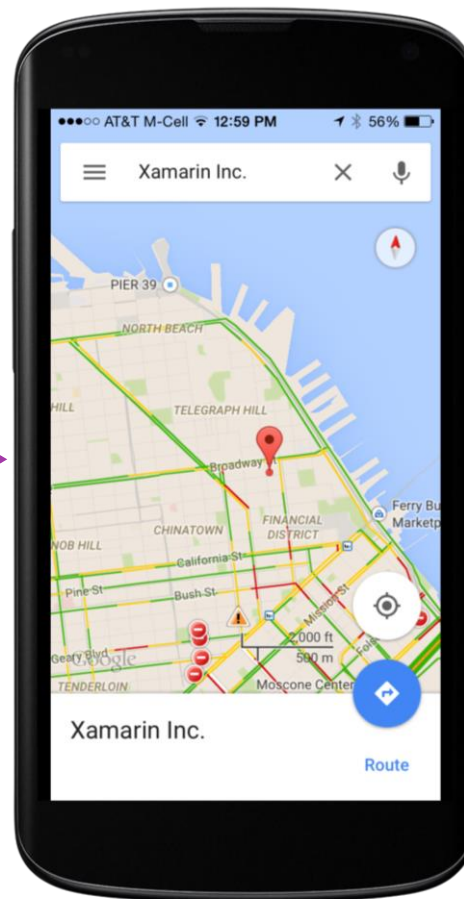 AT&T M-Cell 12:59 PM 56%
Xamarin Inc.
PIER 39
NORTH BEACH
HILL
TELEGRAPH HILL
Broadway St
Ferry Bu
Marketp
CHINATOWN
FINANCIAL
DISTRICT
NOB HILL
California St
Pine St
Bush St
Mission St
2,000 ft
Geary Blvd
Google
500 m
TENDERLOIN
Moscone Center
Xamarin Inc.
Route